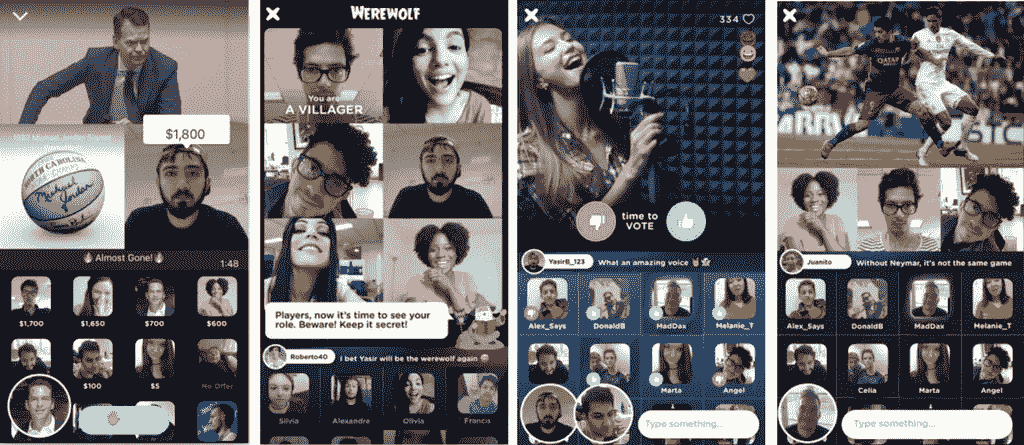 $1,800
NORTH CAROLINA
Almost Gone!
1:48
$1,700
$1,650
$700
$600
$100
$5
No Offer
WEREWOLF
You are
A VILLAGER
Players, now it's time to see your
role. Beware! Keep it secret!
Roberto40
I bet Yasir will be the werewolf again
Silvia
Alexandre
Olivia
Francis
334
time to
VOTE
YasirB_123
What an amazing voice
Alex_Says
DonaldB
MadDax
Melanie_T
Marta
Angel
Type something...
QATAR
BBVA
Juanito
Without Neymar, it's not the same game
Alex_Says
DonaldB
MadDax
Melanie_T
Celia
Marta
Angel
Type something...